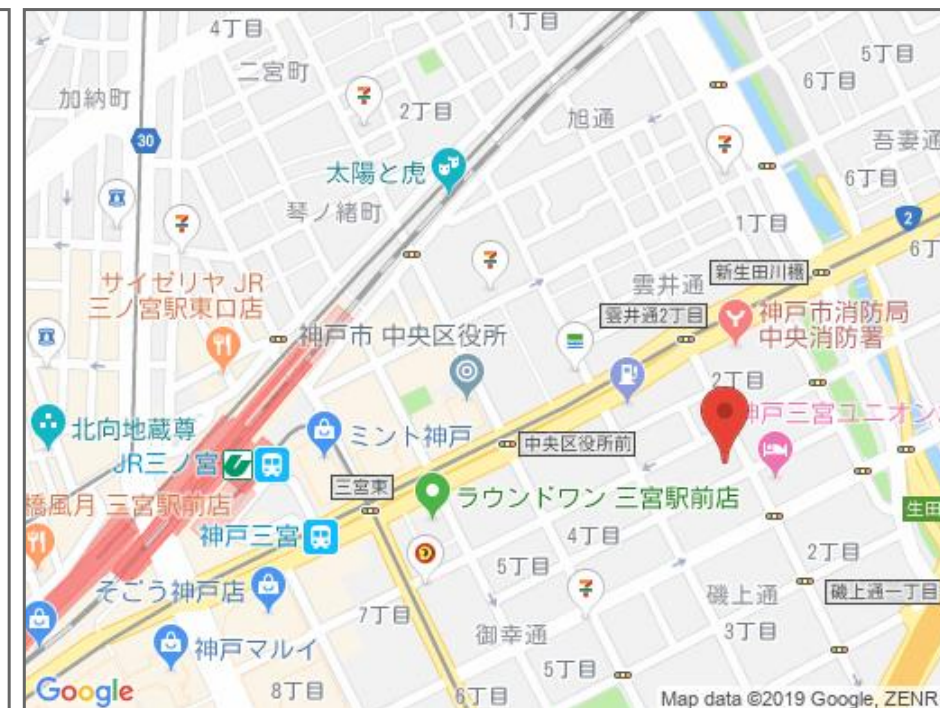 4丁目
1丁目
二宮町
5丁目
6丁目
加納町
2丁目
旭通
30
吾妻通
太陽と虎
6丁目
琴ノ緒町
1丁目
2
6丁
サイゼリヤ JR
三ノ宮駅東口店
雲井通
新生田川橋
神戸市 中央区役所
雲井通2丁目
神戸市消防局
中央消防署
2丁目
北向地蔵尊
ミント神戸
神戸三宮ユニオン
中央区役所前
JR三ノ宮
三宮東
橋風月 三宮駅前店
ラウンドワン 三宮駅前店
生田
神戸三宮
4丁目
5丁目
2丁目
そごう神戸店
磯上通
磯上通一丁目
7丁目
御幸通
3丁目
神戸マルイ
5丁目
8丁目
6丁目
Google
Map data ©2019 Google, ZENR